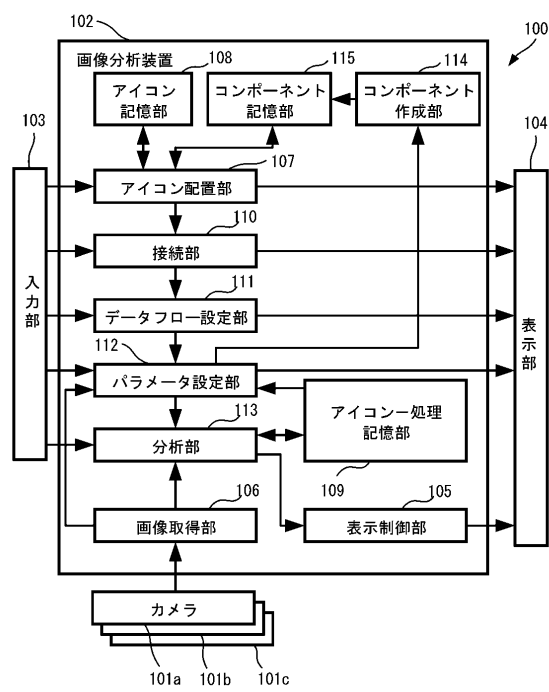 102
100
画像分析装置
108
115
114
アイコン
記憶部
コンポーネント
記憶部
コンポーネント
作成部
103
104
107
アイコン配置部
110
接続部
111
入力部
データフロー設定部
表示部
112
パラメータ設定部
113
アイコン－処理
記憶部
分析部
109
106
105
画像取得部
表示制御部
カメラ
101a
101b
101c